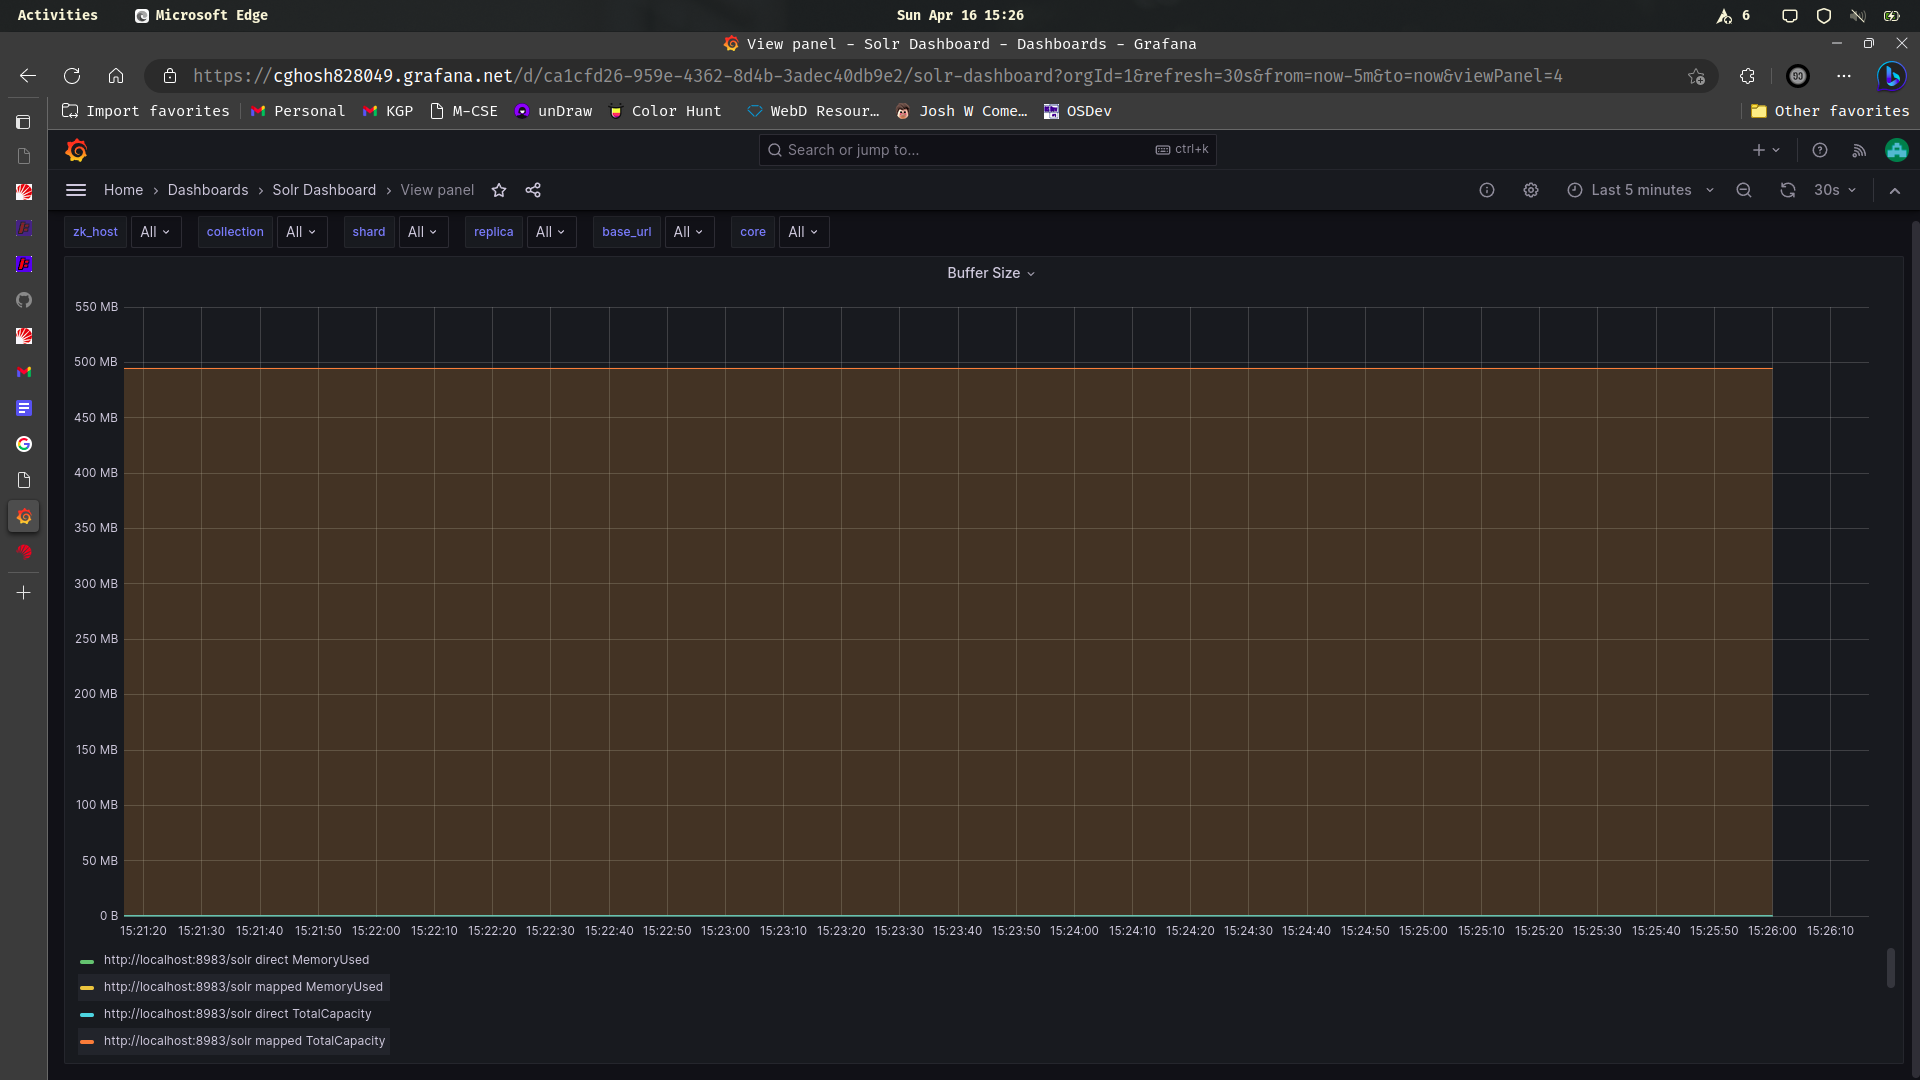 Activities Microsoft Edge Sun Apr 16 15:26 6
View panel - Solr Dashboard - Dashboards - Grafana
https://cghosh828049.grafana.net/d/ca1cfd26-959e-4362-8d4b-3adec40db9e2/solr-dashboard?orgId=1&refresh=30s&from=now-5m&to=now&viewPanel=4
Import favorites Personal KGP M-CSE unDraw Color Hunt WebD Resour… Josh W Come… OSDev Other favorites
Search or jump to... ctrl+k
Home › Dashboards › Solr Dashboard › View panel Last 5 minutes 30s
zk_host All collection All shard All replica All base_url All core All
Buffer Size
550 MB
500 MB
450 MB
400 MB
350 MB
300 MB
250 MB
200 MB
150 MB
100 MB
50 MB
0 B
15:21:20 15:21:30 15:21:40 15:21:50 15:22:00 15:22:10 15:22:20 15:22:30 15:22:40 15:22:50 15:23:00 15:23:10 15:23:20 15:23:30 15:23:40 15:23:50 15:24:00 15:24:10 15:24:20 15:24:30 15:24:40 15:24:50 15:25:00 15:25:10 15:25:20 15:25:30 15:25:40 15:25:50 15:26:00 15:26:10
http://localhost:8983/solr direct MemoryUsed
http://localhost:8983/solr mapped MemoryUsed
http://localhost:8983/solr direct TotalCapacity
http://localhost:8983/solr mapped TotalCapacity